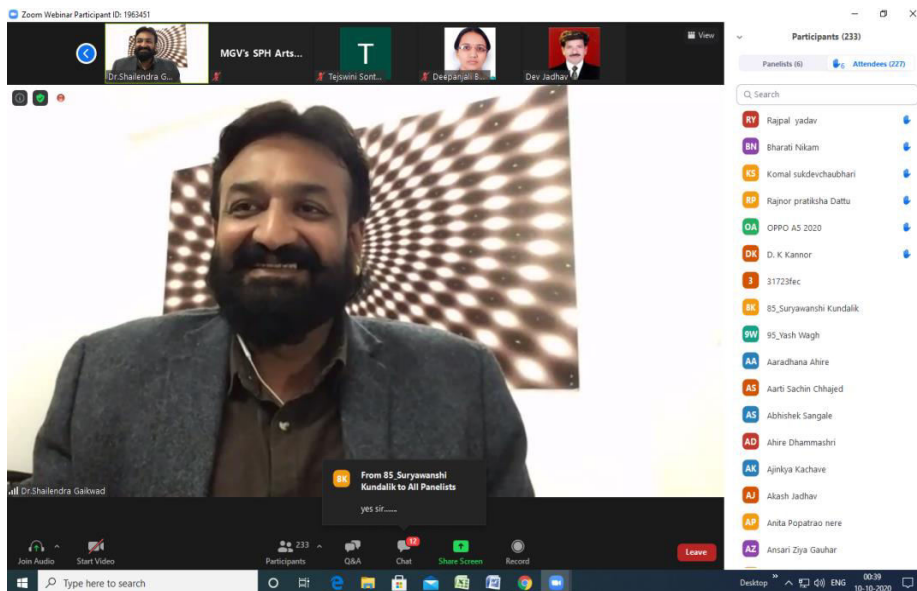 Zoom Webinar Participant ID: 1963451
Dr.Shailendra G...
MGV's SPH Arts...
T
Tejswini Sont...
Deepanjali B...
Dev Jadhav
View
Participants (233)
Panelists (6)
6 Attendees (227)
Search
RY Rajpal yadav
BN Bharati Nikam
KS Komal sukdevchaubhari
RP Rajnor pratiksha Dattu
OA OPPO A5 2020
DK D. K Kannor
3 31723fec
8K 85_Suryawanshi Kundalik
9W 95_Yash Wagh
AA Aaradhana Ahire
AS Aarti Sachin Chhajed
AS Abhishek Sangale
AD Ahire Dhammashri
AK Ajinkya Kachave
AJ Akash Jadhav
AP Anita Popatrao nere
AZ Ansari Ziya Gauhar
Dr.Shailendra Gaikwad
8K
From 85_Suryawanshi
Kundalik to All Panelists
yes sir......
Join Audio
Start Video
233
Participants
Q&A
12
Chat
Share Screen
Record
Leave
Type here to search
Desktop
ENG
00:39
10-10-2020